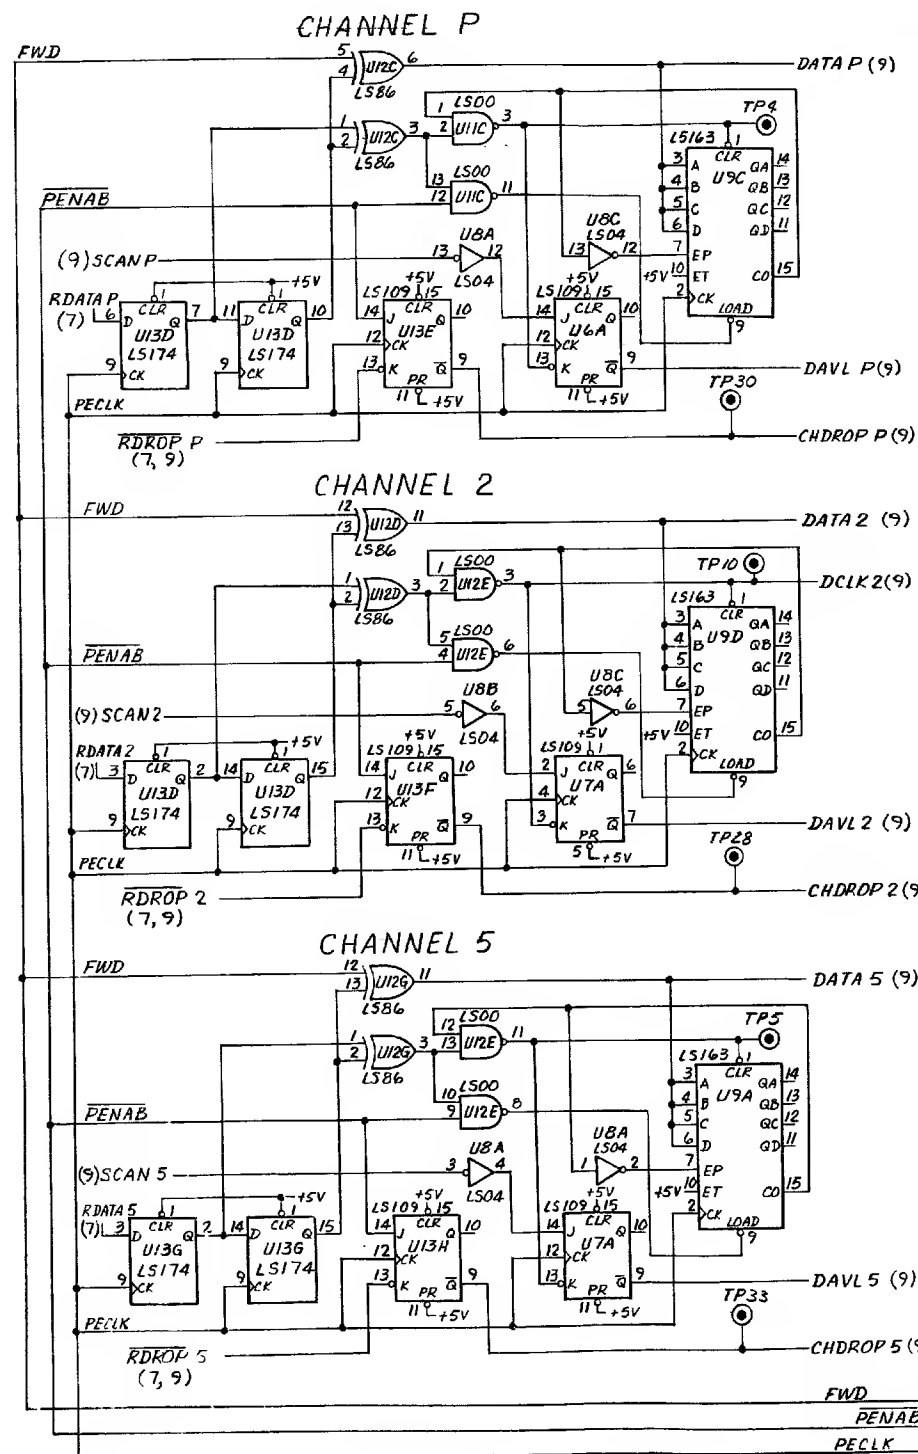 CHANNEL P
FWD
5
4
U12C
6
LS86
DATA P (9)
1
2
U12C
3
LS86
LS00
1
2
U11C
3
TP4
LS00
13
12
U11C
11
PENAB
LS163
1
CLR
U9C
3 A QA 14
4 B QB 13
5 C QC 12
6 D QD 11
7 EP
+5V 10 ET CO 15
2 CK LOAD
9
(9) SCAN P
U8A
13 12
LS04
U8C
LS04
13 12
RDATA P
(7)
6 D CLR Q 7
1
U13D
LS174
9 CK
+5V
11 D CLR Q 10
1
U13D
LS174
9 CK
LS109 +5V 15
14 J CLR Q 10
U13E
12 CK
13 K Q 9
PR
11 +5V
LS109 +5V 15
14 J CLR Q 10
U6A
12 CK
13 K Q 9
PR
11 +5V
DAVL P (9)
TP30
PECLK
RDROP P
(7, 9)
CHDROP P (9)
CHANNEL 2
FWD
12
13
U12D
11
LS86
DATA 2 (9)
1
2
U12D
3
LS86
LS00
1
2
U12E
3
TP10
DCLK 2 (9)
LS00
5
4
U12E
6
PENAB
LS163
1
CLR
U9D
3 A QA 14
4 B QB 13
5 C QC 12
6 D QD 11
7 EP
+5V 10 ET CO 15
2 CK LOAD
9
(9) SCAN 2
U8B
5 6
LS04
U8C
LS04
5 6
RDATA 2
(7)
3 D CLR Q 2
1
U13D
LS174
9 CK
+5V
14 D CLR Q 15
1
U13D
LS174
9 CK
LS109 +5V 15
14 J CLR Q 10
U13F
12 CK
13 K Q 9
PR
11 +5V
LS109 +5V 1
2 J CLR Q 6
U7A
4 CK
3 K Q 7
PR
5 +5V
DAVL 2 (9)
TP28
PECLK
RDROP 2
(7, 9)
CHDROP 2 (9
CHANNEL 5
FWD
12
13
U12G
11
LS86
DATA 5 (9)
1
2
U12G
3
LS86
LS00
12
13
U12E
11
TP5
LS00
10
9
U12E
8
PENAB
LS163
1
CLR
U9A
3 A QA 14
4 B QB 13
5 C QC 12
6 D QD 11
7 EP
+5V 10 ET CO 15
2 CK LOAD
9
(9) SCAN 5
U8A
3 4
LS04
U8A
LS04
1 2
RDATA 5
(7)
3 D CLR Q 2
1
U13G
LS174
9 CK
+5V
14 D CLR Q 15
1
U13G
LS174
9 CK
LS109 +5V 15
14 J CLR Q 10
U13H
12 CK
13 K Q 9
PR
11 +5V
LS109 +5V 15
14 J CLR Q 10
U7A
12 CK
13 K Q 9
PR
11 +5V
DAVL 5 (9)
TP33
PECLK
RDROP 5
(7, 9)
CHDROP 5 (9
FWD
PENAB
PECLK